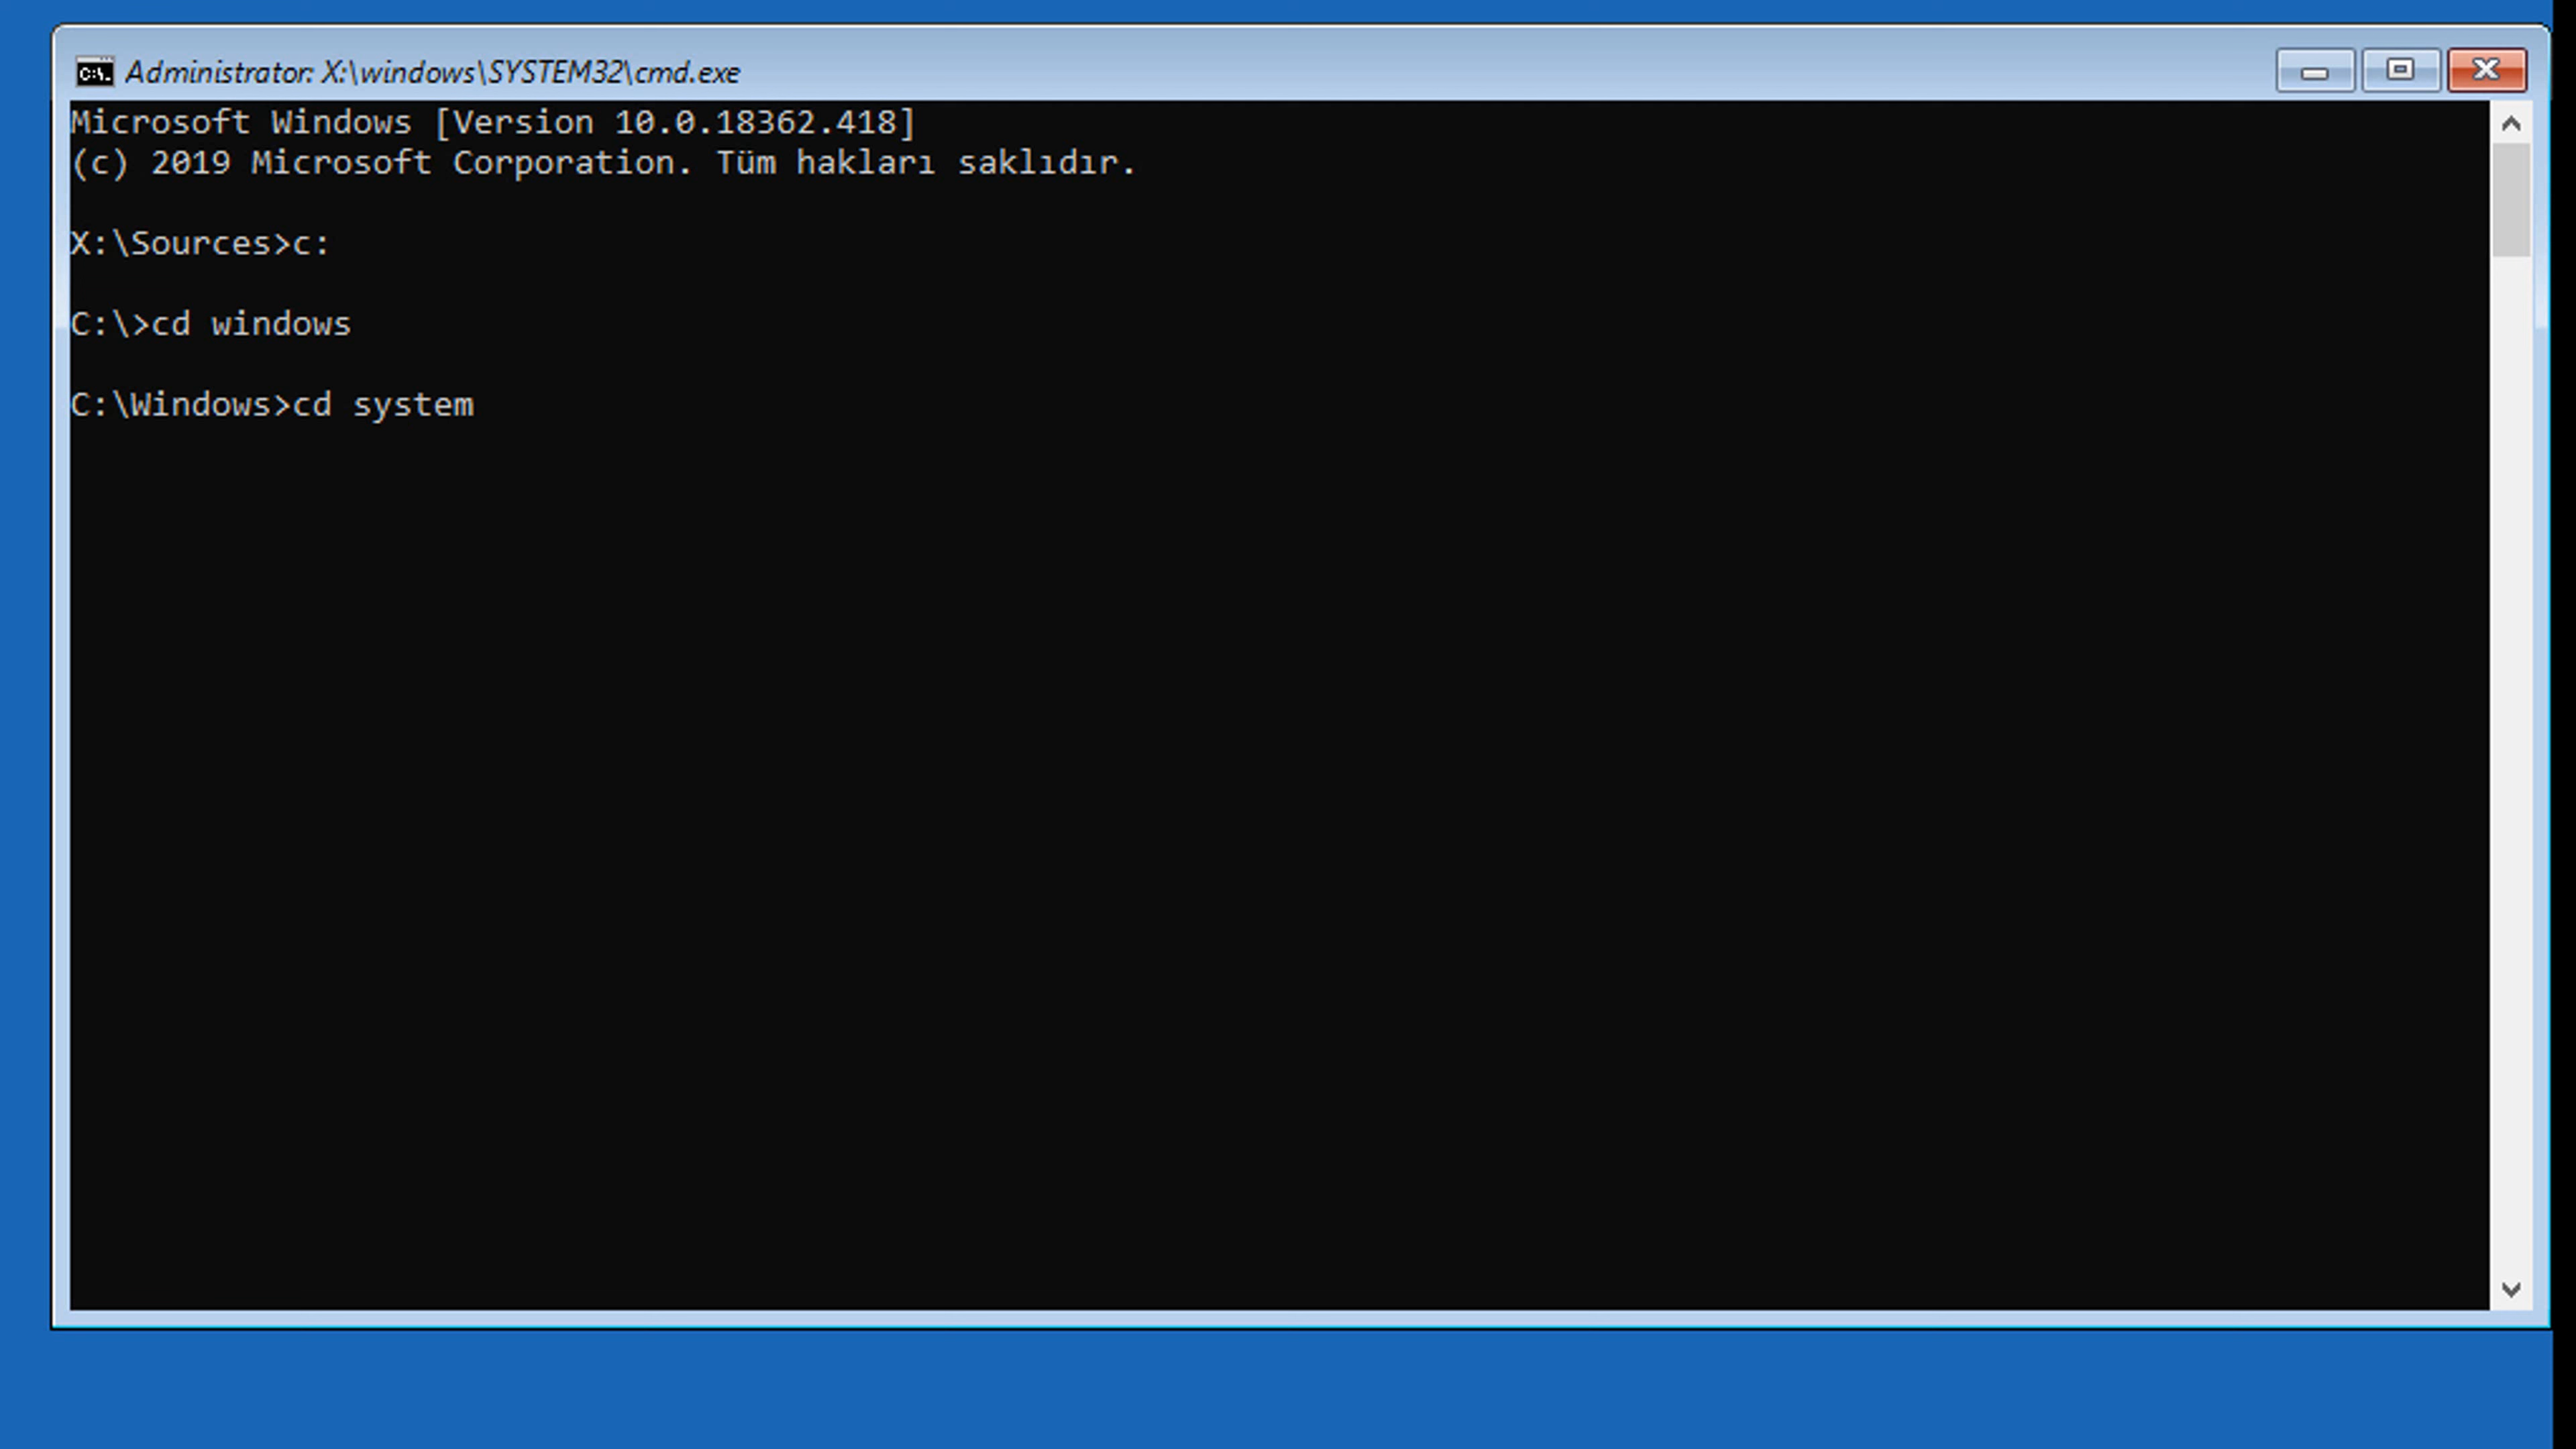 Administrator: X:\windows\SYSTEM32\cmd.exe
Microsoft Windows [Version 10.0.18362.418]
(c) 2019 Microsoft Corporation. Tüm hakları saklıdır.
X:\Sources>c:
C:\>cd windows
C:\Windows>cd system